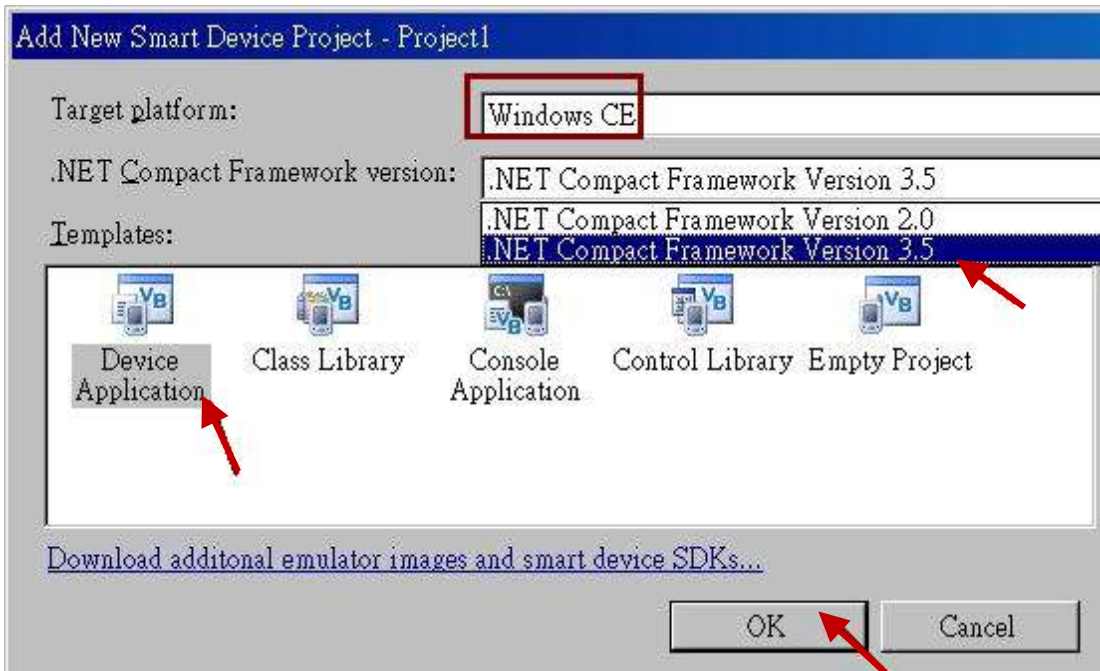 Add New Smart Device Project - Project1
Target platform:
Windows CE
.NET Compact Framework version:
.NET Compact Framework Version 3.5
.NET Compact Framework Version 2.0
.NET Compact Framework Version 3.5
Templates:
Device Application
Class Library
Console Application
Control Library
Empty Project
Download additonal emulator images and smart device SDKs...
OK
Cancel